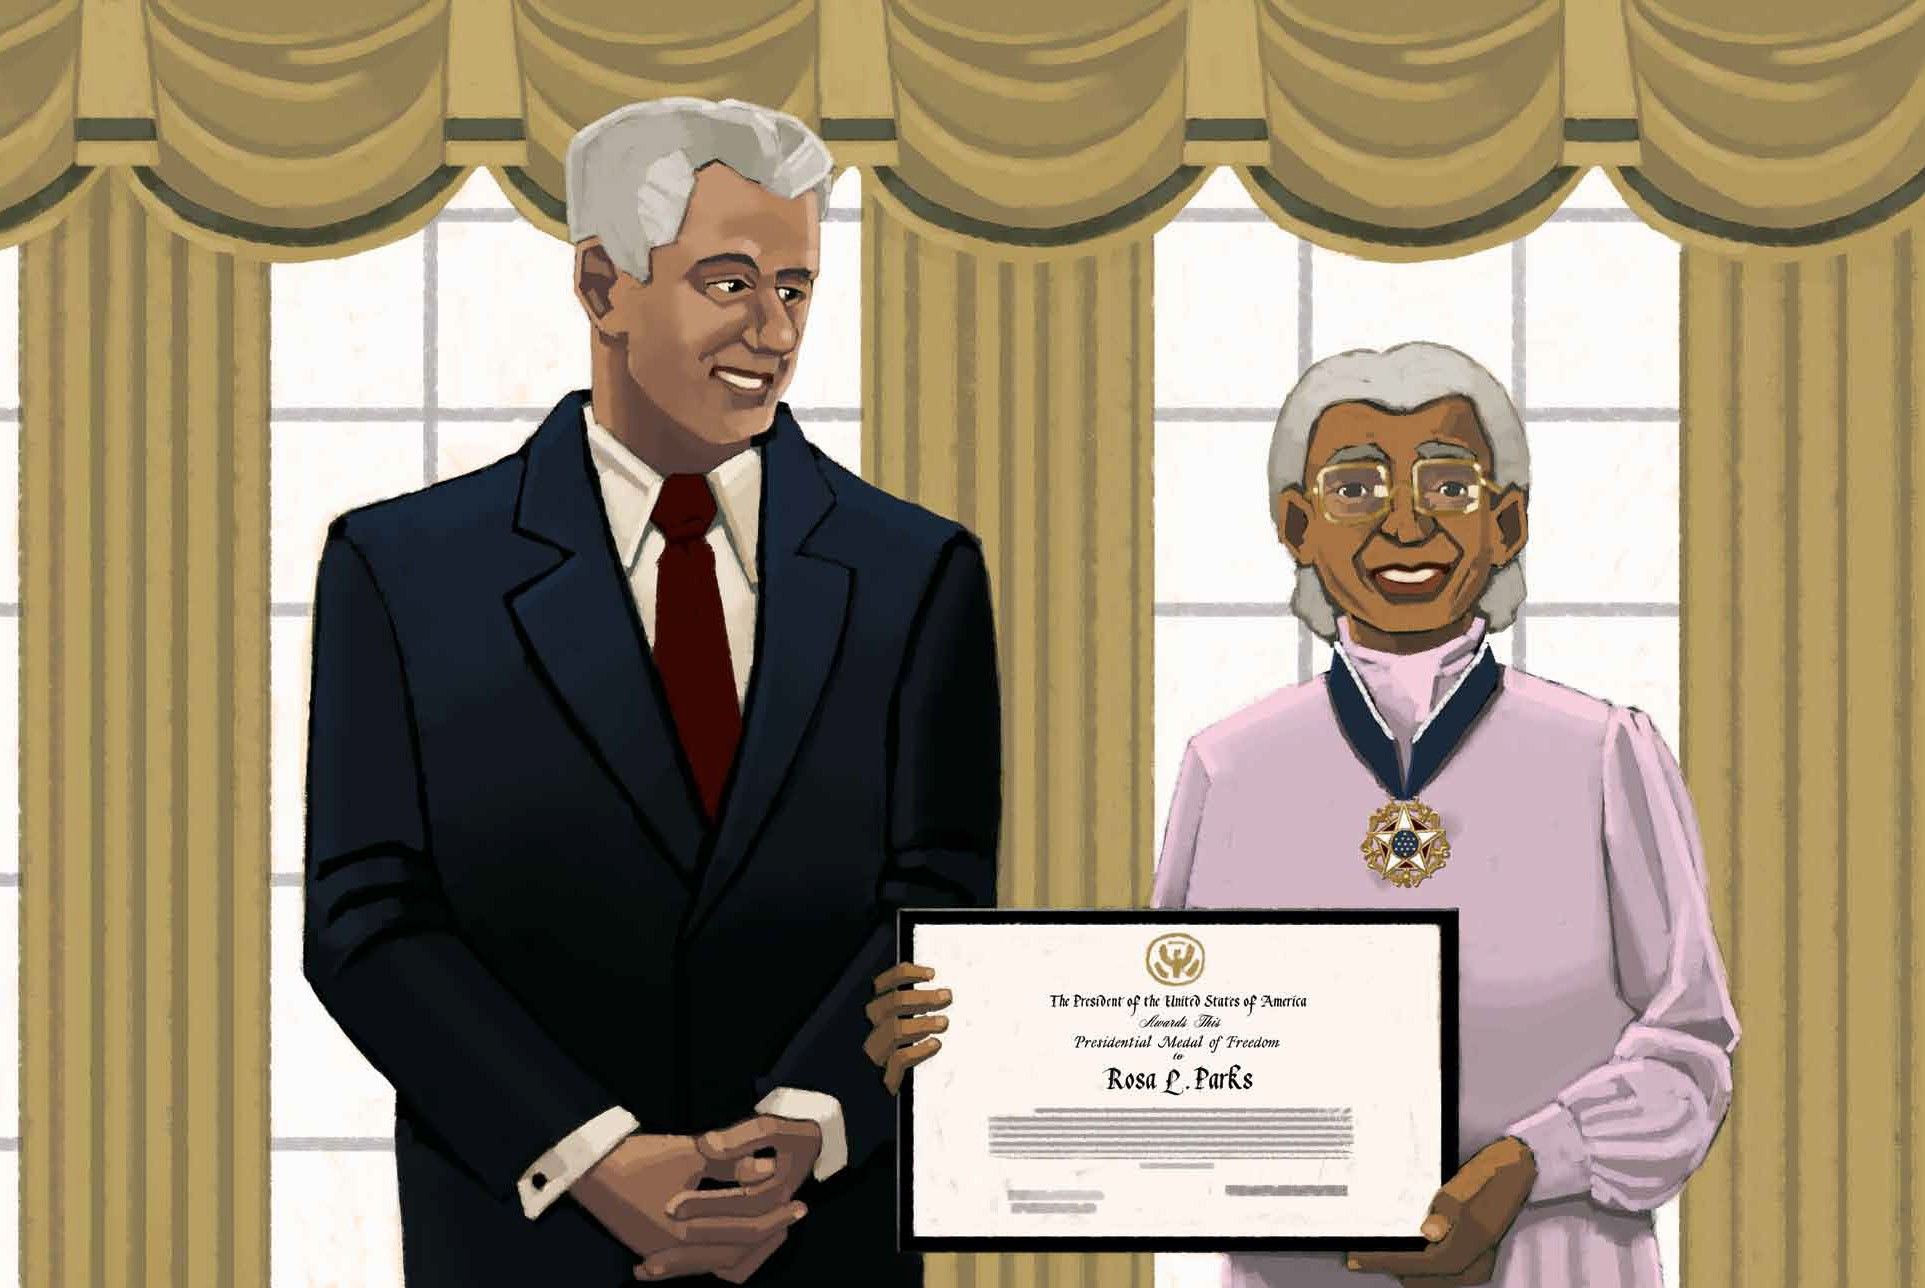 The President of the United States of America
Awards This
Presidential Medal of Freedom
to
Rosa L. Parks